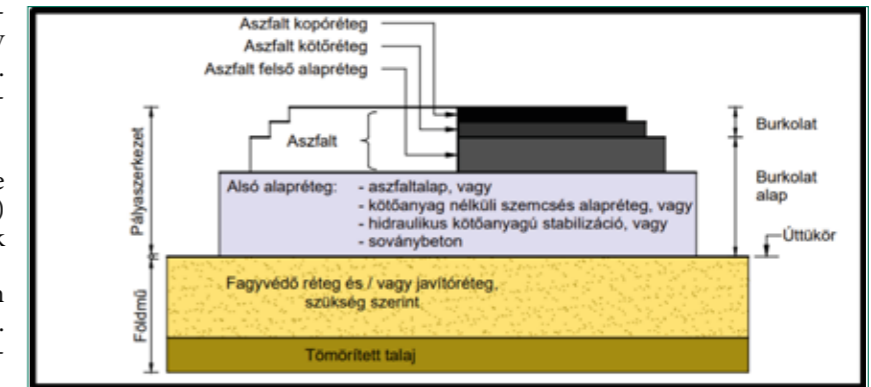 Aszfalt kopóréteg
Aszfalt kötőréteg
Aszfalt felső alapréteg
Aszfalt
Burkolat
Pályaszerkezet
Alsó alapréteg: - aszfaltalap, vagy
- kötőanyag nélküli szemcsés alapréteg, vagy
- hidraulikus kötőanyagú stabilizáció, vagy
- soványbeton
Burkolat
alap
Úttükör
Földmű
Fagyvédő réteg és / vagy javítóréteg,
szükség szerint
Tömörített talaj